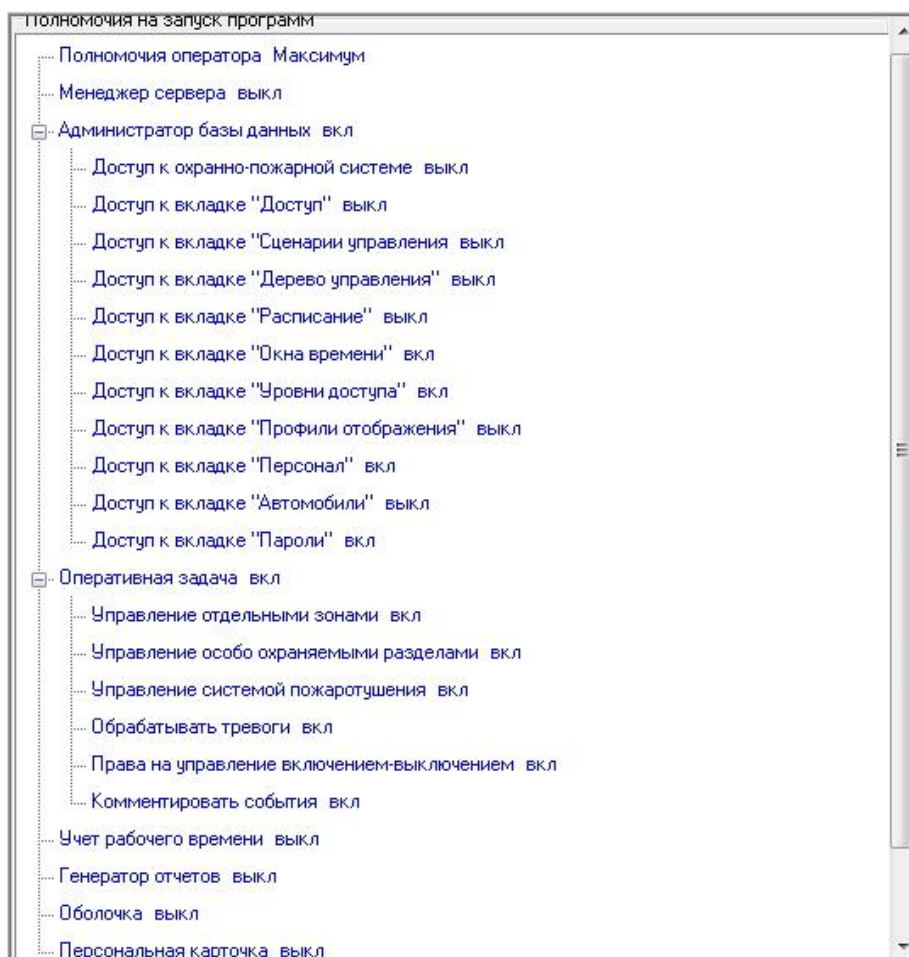 Полномочия на запуск программ
Полномочия оператора Максимум
Менеджер сервера выкл
Администратор базы данных вкл
Доступ к охранно-пожарной системе выкл
Доступ к вкладке "Доступ" выкл
Доступ к вкладке "Сценарии управления выкл
Доступ к вкладке "Дерево управления" выкл
Доступ к вкладке "Расписание" выкл
Доступ к вкладке "Окна времени" вкл
Доступ к вкладке "Уровни доступа" вкл
Доступ к вкладке "Профили отображения" выкл
Доступ к вкладке "Персонал" вкл
Доступ к вкладке "Автомобили" выкл
Доступ к вкладке "Пароли" вкл
Оперативная задача вкл
Управление отдельными зонами вкл
Управление особо охраняемыми разделами вкл
Управление системой пожаротушения вкл
Обрабатывать тревоги вкл
Права на управление включением-выключением вкл
Комментировать события вкл
Учет рабочего времени выкл
Генератор отчетов выкл
Оболочка выкл
Персональная карточка выкл